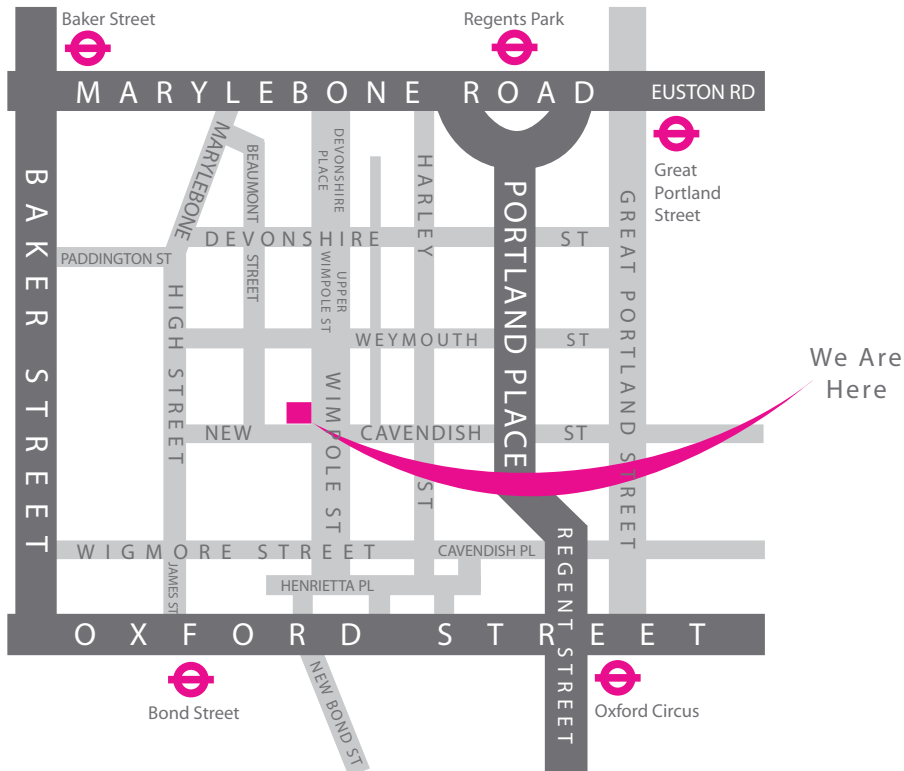 Baker Street
Regents Park
MARYLEBONE ROAD
EUSTON RD
Great
Portland
Street
BAKER STREET
MARYLEBONE
HIGH STREET
BEAUMONT
STREET
DEVONSHIRE
PLACE
UPPER
WIMPOLE ST
WIMPOLE ST
HARLEY
ST
PORTLAND PLACE
GREAT PORTLAND STREET
DEVONSHIRE ST
PADDINGTON ST
WEYMOUTH ST
We Are
Here
NEW CAVENDISH ST
WIGMORE STREET
CAVENDISH PL
JAMES ST
HENRIETTA PL
REGENT STREET
OXFORD STREET
NEW BOND ST
Bond Street
Oxford Circus